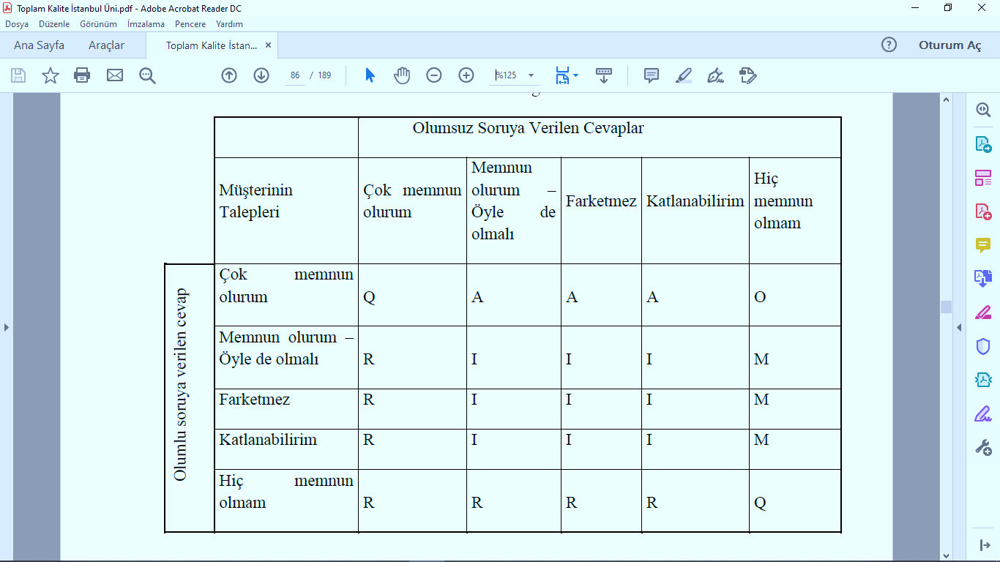 Toplam Kalite İstanbul Üni.pdf - Adobe Acrobat Reader DC
Dosya Düzenle Görünüm İmzalama Pencere Yardım
Ana Sayfa Araçlar Toplam Kalite İstan... × ? Oturum Aç
86 / 189 %125
Olumsuz Soruya Verilen Cevaplar
Müşterinin
Talepleri
Çok memnun
olurum
Memnun
olurum –
Öyle de
olmalı
Farketmez
Katlanabilirim
Hiç
memnun
olmam
Olumlu soruya verilen cevap
Çok memnun
olurum
Q A A A O
Memnun olurum –
Öyle de olmalı
R I I I M
Farketmez R I I I M
Katlanabilirim R I I I M
Hiç memnun
olmam
R R R R Q